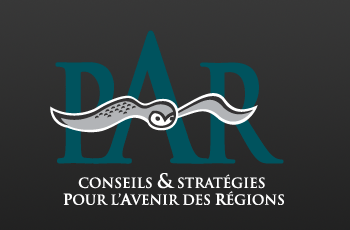 PAR
CONSEILS & STRATÉGIES
POUR L'AVENIR DES RÉGIONS